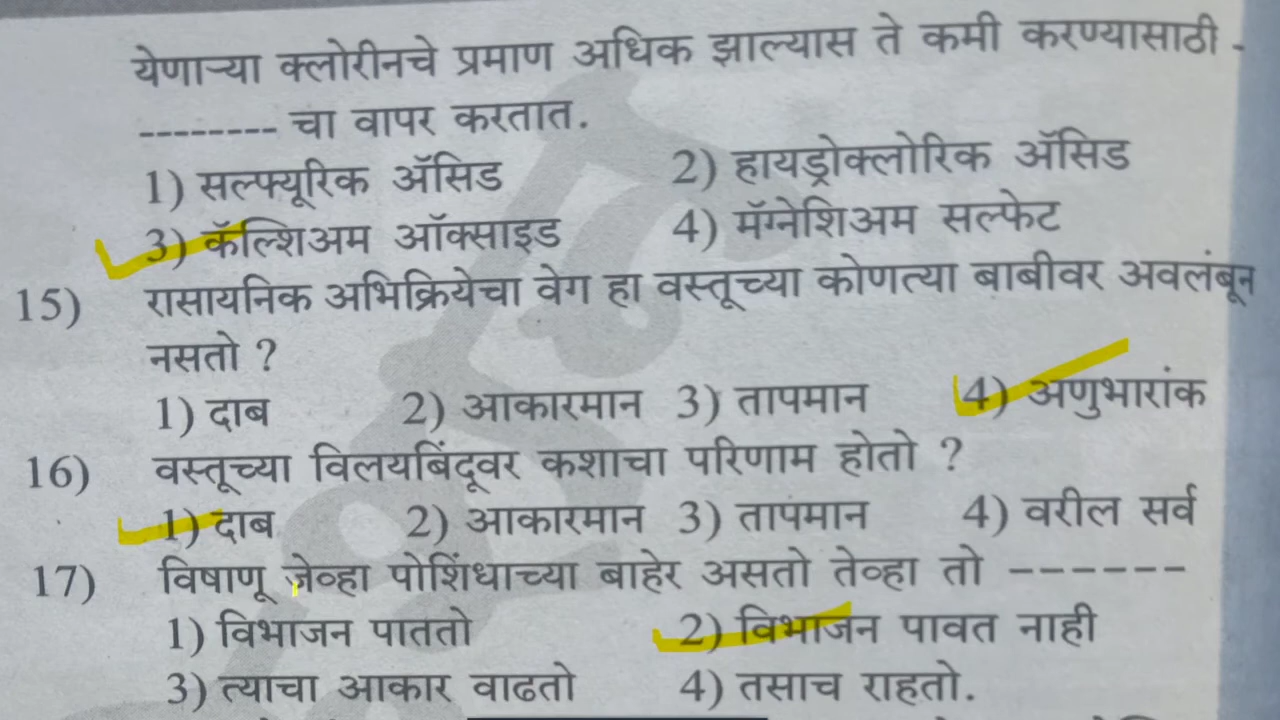 येणाऱ्या क्लोरीनचे प्रमाण अधिक झाल्यास ते कमी करण्यासाठी -
-------- चा वापर करतात.
1) सल्फ्यूरिक ॲसिड 2) हायड्रोक्लोरिक ॲसिड
3) कॅल्शिअम ऑक्साइड 4) मॅग्नेशिअम सल्फेट
15) रासायनिक अभिक्रियेचा वेग हा वस्तूच्या कोणत्या बाबीवर अवलंबून
नसतो ?
1) दाब 2) आकारमान 3) तापमान 4) अणुभारांक
16) वस्तूच्या विलयबिंदूवर कशाचा परिणाम होतो ?
1) दाब 2) आकारमान 3) तापमान 4) वरील सर्व
17) विषाणू जेव्हा पोशिंधाच्या बाहेर असतो तेव्हा तो ------
1) विभाजन पाततो 2) विभाजन पावत नाही
3) त्याचा आकार वाढतो 4) तसाच राहतो.